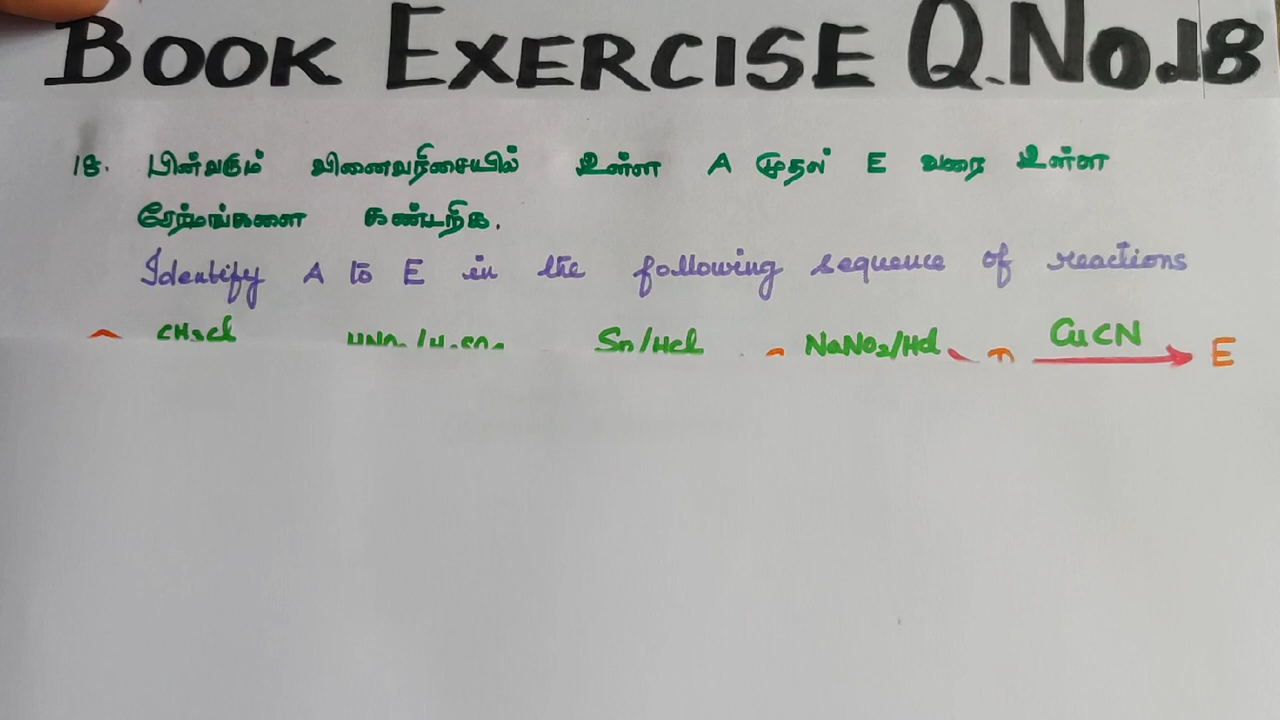 BOOK EXERCISE Q.NO.18
18. பின்வரும் வினைவரிசையில் உள்ள A முதல் E வரை உள்ள
சேர்மங்களை கண்டறிக.
Identify A to E in the following sequence of reactions
CH₃Cl Sn/HCl NaNO₂/HCl CuCN E